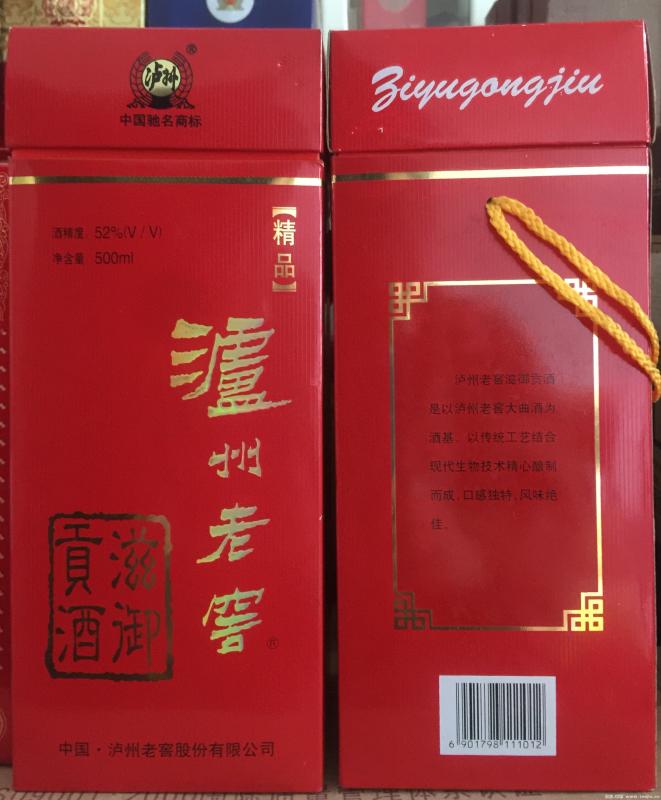 泸州
®
中国驰名商标
酒精度 52%(V/V)
净含量 500ml
【精品】
瀘州老窖®
滋御
貢酒
中国·泸州老窖股份有限公司
Ziyugongjiu
泸州老窖滋御贡酒
是以泸州老窖大曲酒为
酒基、以传统工艺结合
现代生物技术精心酿制
而成,口感独特,风味绝
佳。
6 901798 111012